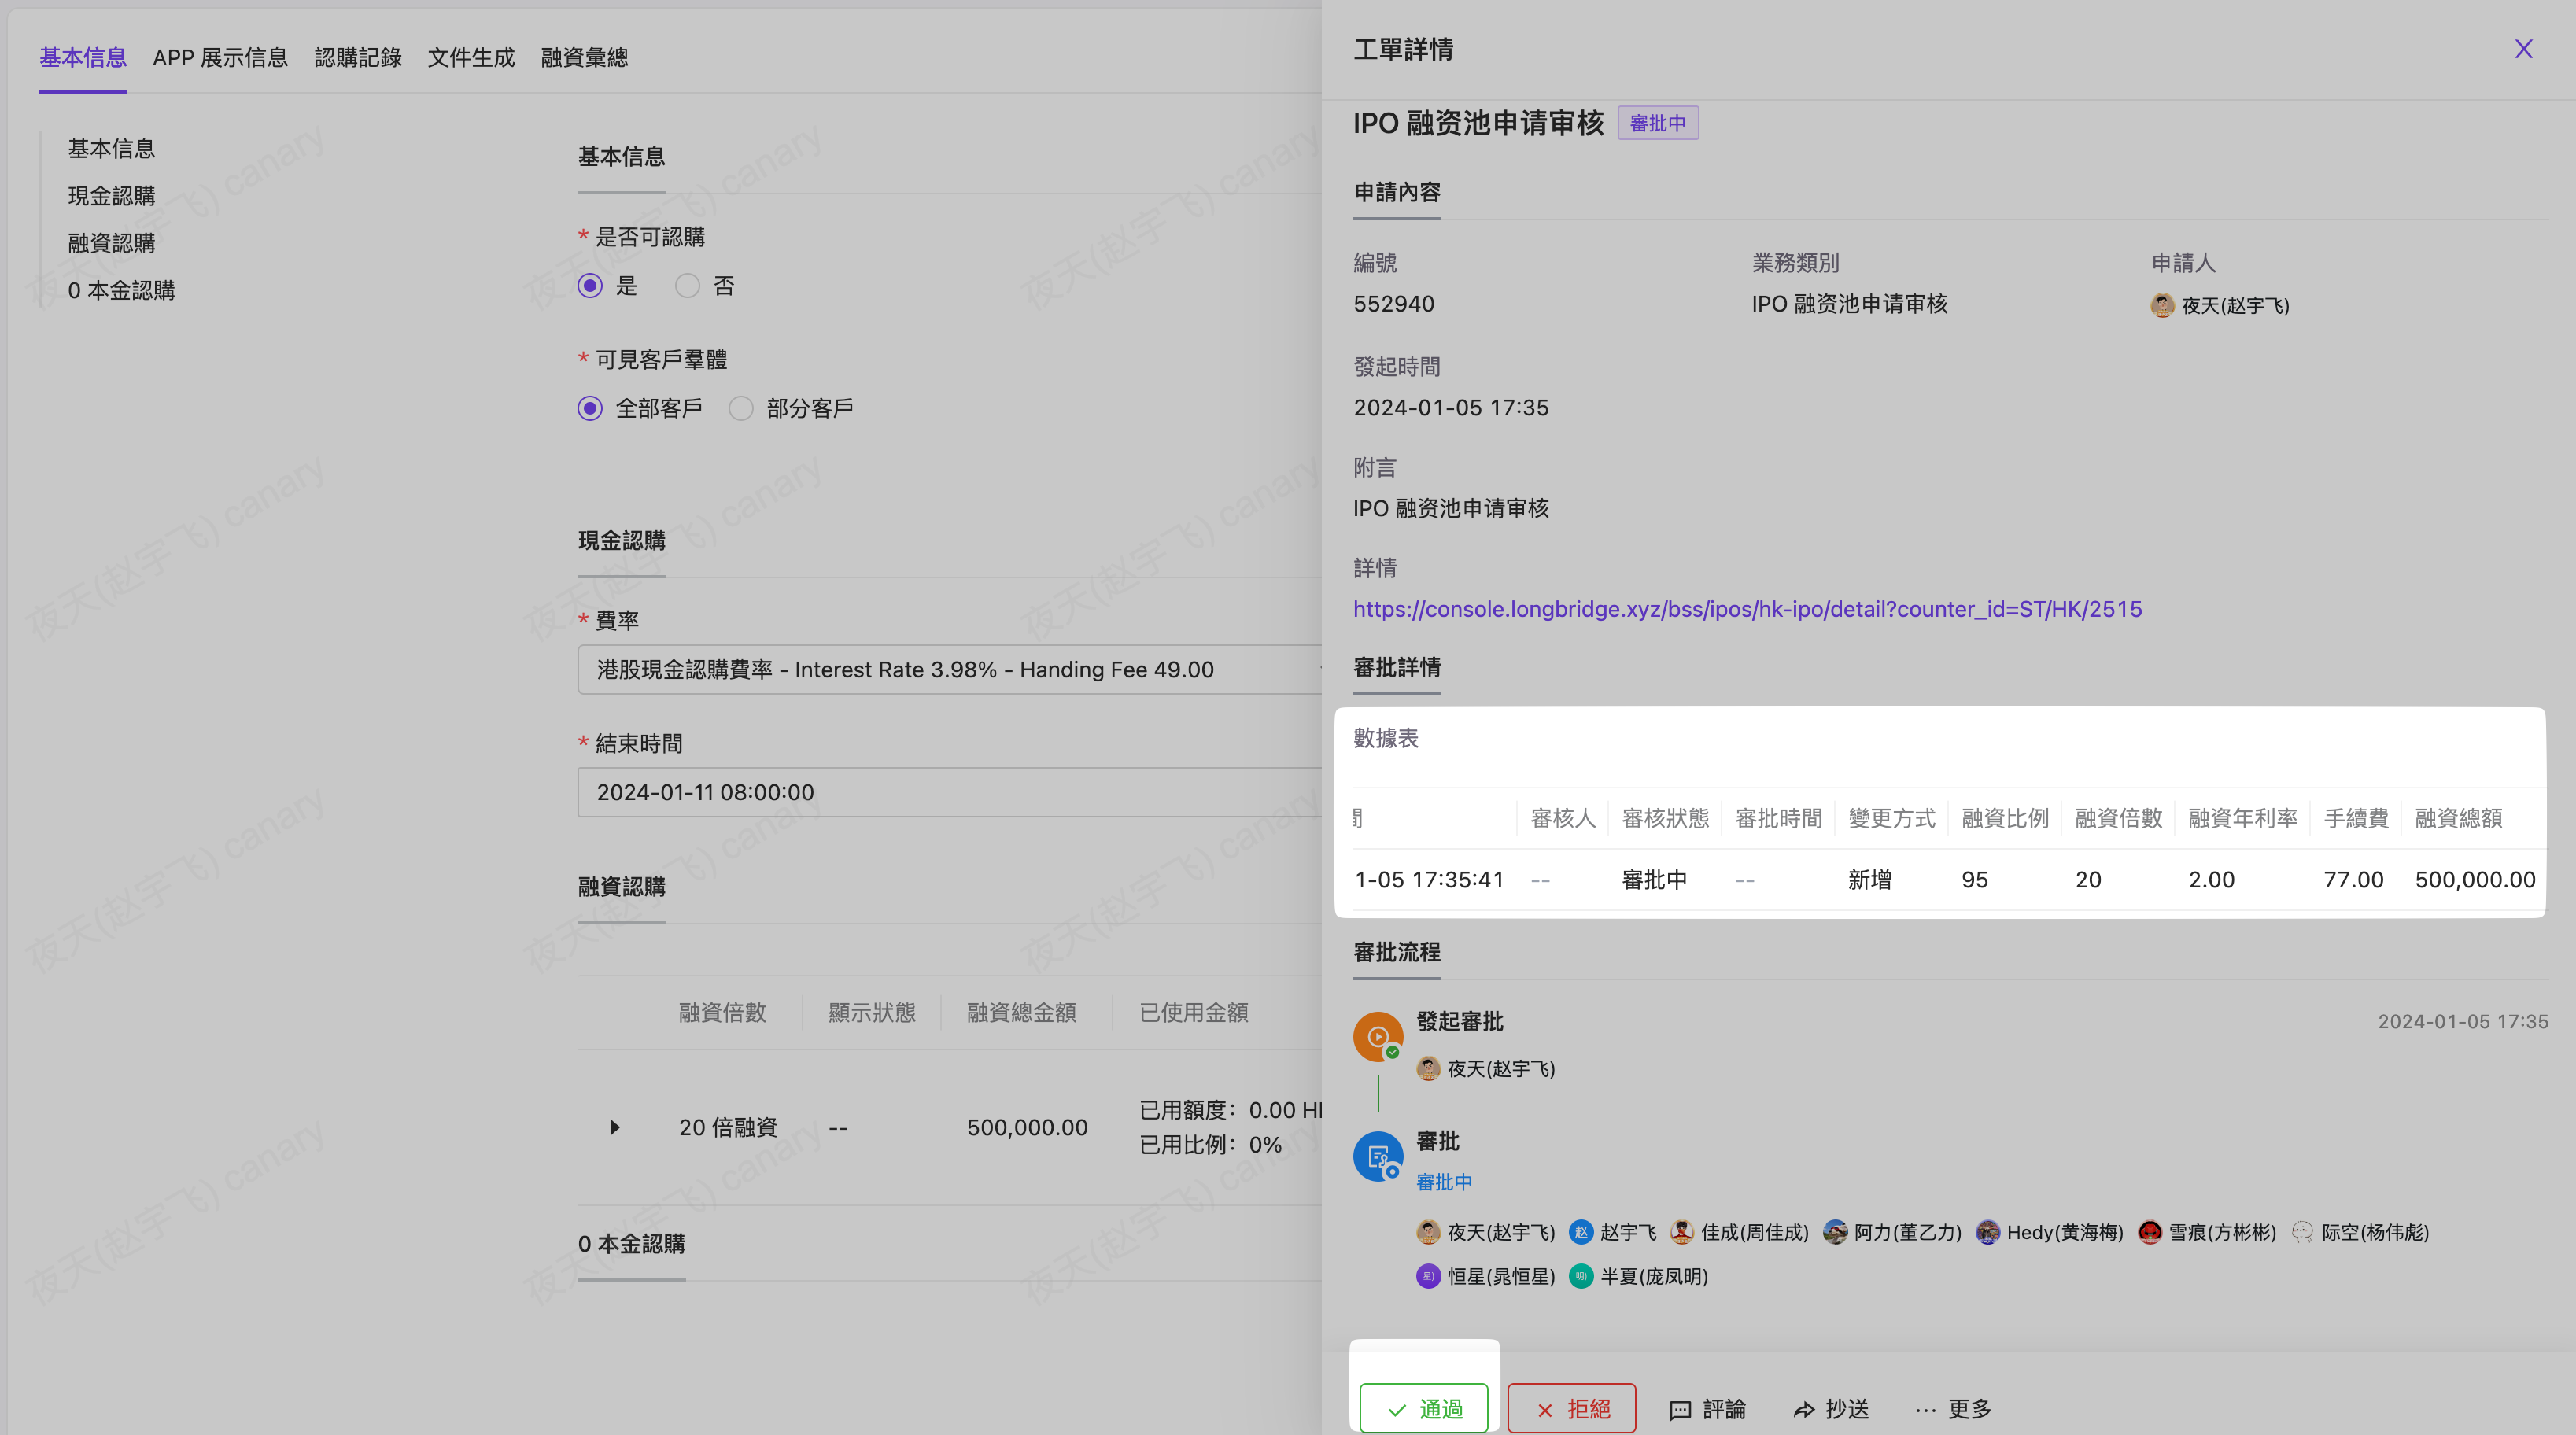 基本信息 APP 展示信息 認購記錄 文件生成 融資彙總
基本信息
現金認購
融資認購
0 本金認購
基本信息
* 是否可認購
是 否
* 可見客戶羣體
全部客戶 部分客戶
現金認購
* 費率
港股現金認購費率 - Interest Rate 3.98% - Handing Fee 49.00
* 結束時間
2024-01-11 08:00:00
融資認購
融資倍數 顯示狀態 融資總金額 已使用金額
20 倍融資 -- 500,000.00 已用額度：0.00 HI
已用比例：0%
0 本金認購
工單詳情
IPO 融资池申请审核 審批中
申請內容
編號 業務類別 申請人
552940 IPO 融资池申请审核 夜天(赵宇飞)
發起時間
2024-01-05 17:35
附言
IPO 融资池申请审核
詳情
https://console.longbridge.xyz/bss/ipos/hk-ipo/detail?counter_id=ST/HK/2515
審批詳情
數據表
間 審核人 審核狀態 審批時間 變更方式 融資比例 融資倍數 融資年利率 手續費 融資總額
1-05 17:35:41 -- 審批中 -- 新增 95 20 2.00 77.00 500,000.00
審批流程
發起審批 2024-01-05 17:35
夜天(赵宇飞)
審批
審批中
夜天(赵宇飞) 赵 赵宇飞 佳成(周佳成) 阿力(董乙力) Hedy(黄海梅) 雪痕(方彬彬) 际空(杨伟彪)
星) 恒星(晁恒星) 明) 半夏(庞凤明)
通過 拒絕 評論 抄送 更多
夜天(赵宇飞) canary